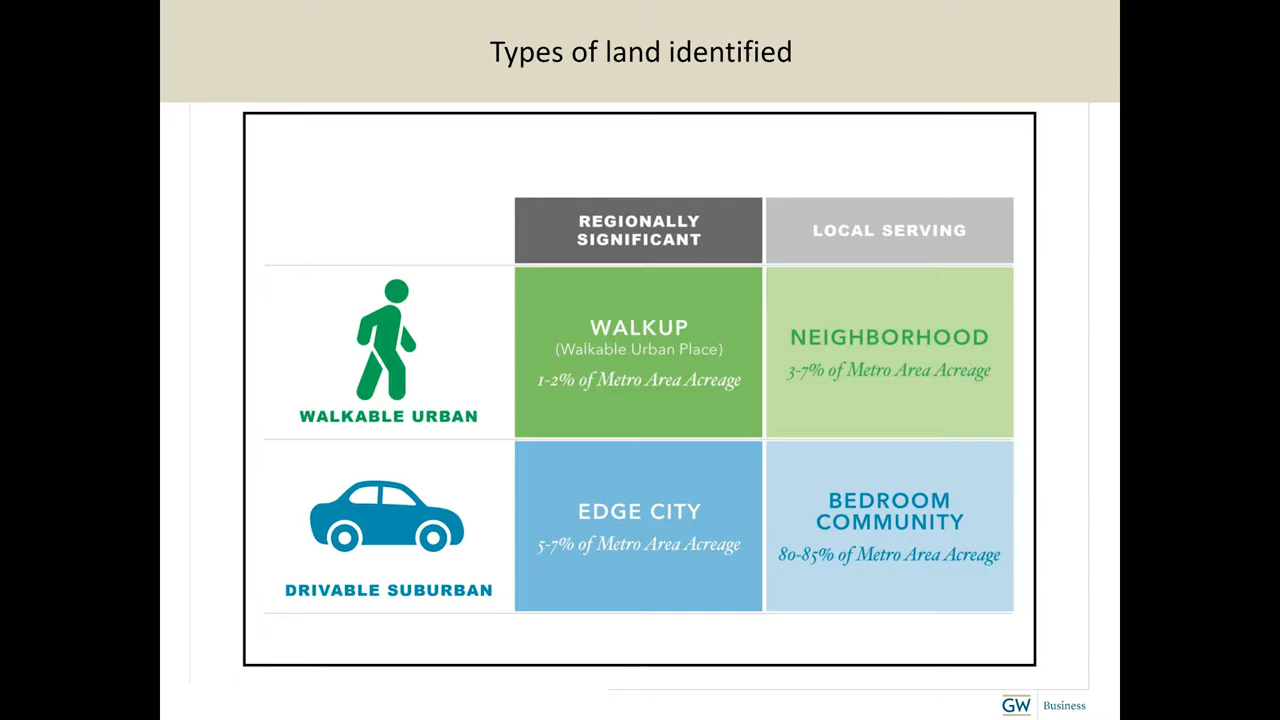 Types of land identified
REGIONALLY
SIGNIFICANT
LOCAL SERVING
WALKUP
(Walkable Urban Place)
1-2% of Metro Area Acreage
NEIGHBORHOOD
3-7% of Metro Area Acreage
WALKABLE URBAN
EDGE CITY
5-7% of Metro Area Acreage
BEDROOM
COMMUNITY
80-85% of Metro Area Acreage
DRIVABLE SUBURBAN
GW Business